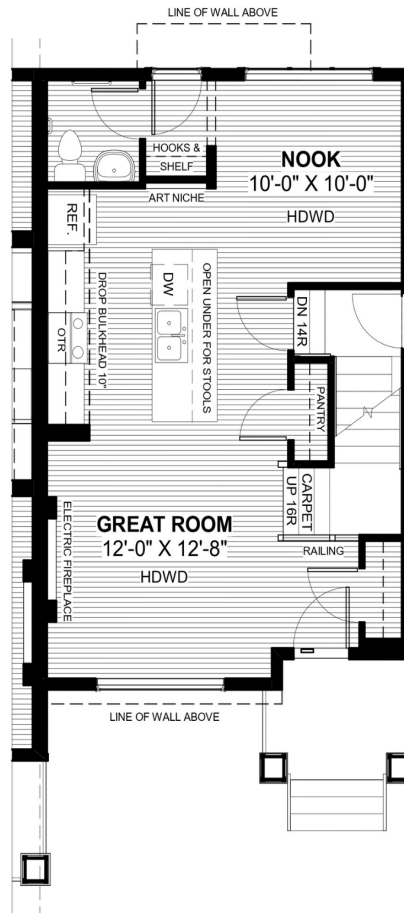 LINE OF WALL ABOVE
HOOKS &
SHELF
NOOK
10'-0" X 10'-0"
HDWD
ART NICHE
REF.
DROP BULKHEAD 10"
DW
OPEN UNDER FOR STOOLS
OTR
DN 14R
PANTRY
CARPET
UP 16R
RAILING
ELECTRIC FIREPLACE
GREAT ROOM
12'-0" X 12'-8"
HDWD
LINE OF WALL ABOVE